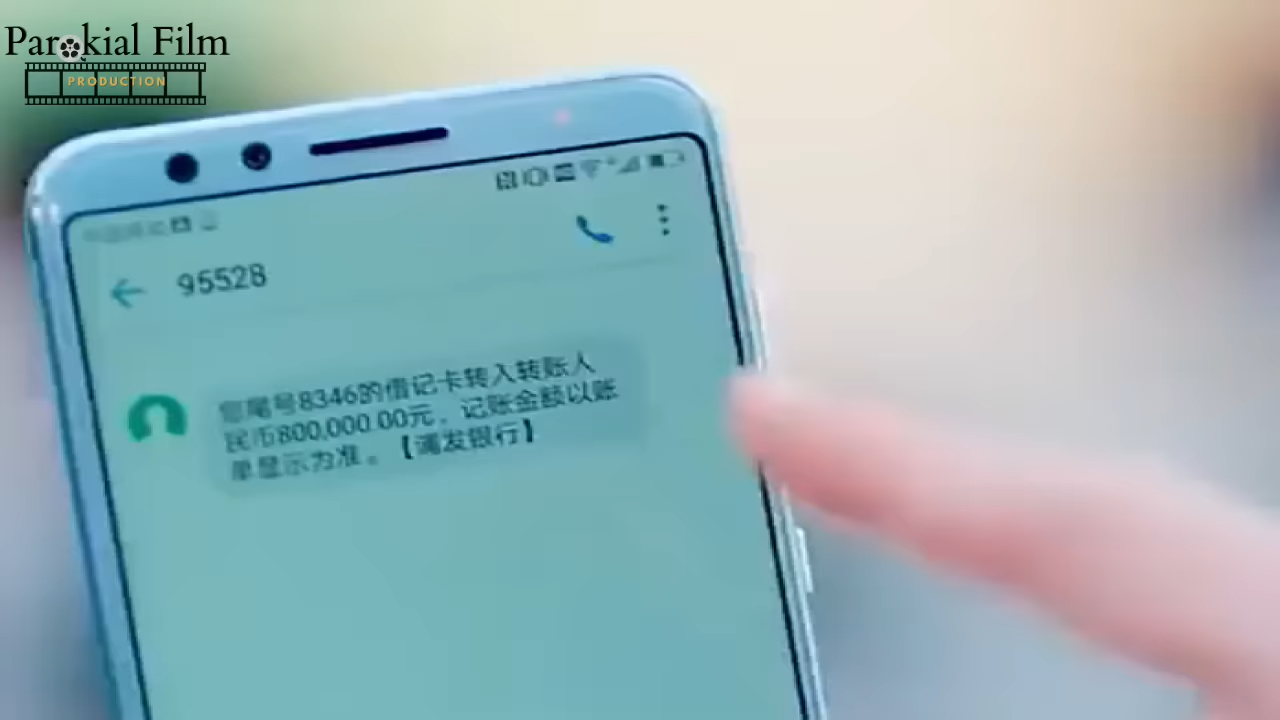 Parokial Film
PRODUCTION
95528
您尾号8346的借记卡转入转账人
民币800,000.00元，记账金额以账
单显示为准。【浦发银行】